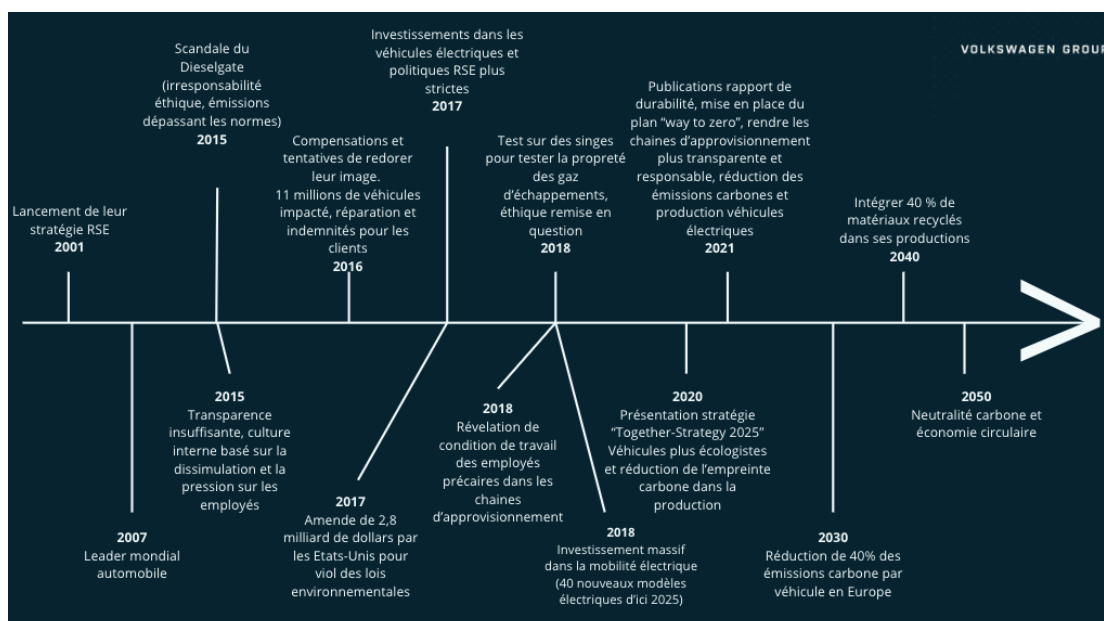 VOLKSWAGEN GROUP
Lancement de leur
stratégie RSE
2001
Scandale du
Dieselgate
(irresponsabilité
éthique, émissions
dépassant les normes)
2015
Compensations et
tentatives de redorer
leur image.
11 millions de véhicules
impacté, réparation et
indemnités pour les
clients
2016
Investissements dans les
véhicules électriques et
politiques RSE plus
strictes
2017
Test sur des singes
pour tester la propreté
des gaz
d’échappements,
éthique remise en
question
2018
Publications rapport de
durabilité, mise en place du
plan “way to zero”, rendre les
chaines d’approvisionnement
plus transparente et
responsable, réduction des
émissions carbones et
production véhicules
électriques
2021
Intégrer 40 % de
matériaux recyclés
dans ses productions
2040
2007
Leader mondial
automobile
2015
Transparence
insuffisante, culture
interne basé sur la
dissimulation et la
pression sur les
employés
2017
Amende de 2,8
milliard de dollars par
les Etats-Unis pour
viol des lois
environnementales
2018
Révelation de
condition de travail
des employés
précaires dans les
chaines
d’approvisionnement
2018
Investissement massif
dans la mobilité électrique
(40 nouveaux modèles
électriques d’ici 2025)
2020
Présentation stratégie
“Together-Strategy 2025”
Véhicules plus écologistes
et réduction de l’empreinte
carbone dans la
production
2030
Réduction de 40% des
émissions carbone par
véhicule en Europe
2050
Neutralité carbone et
économie circulaire